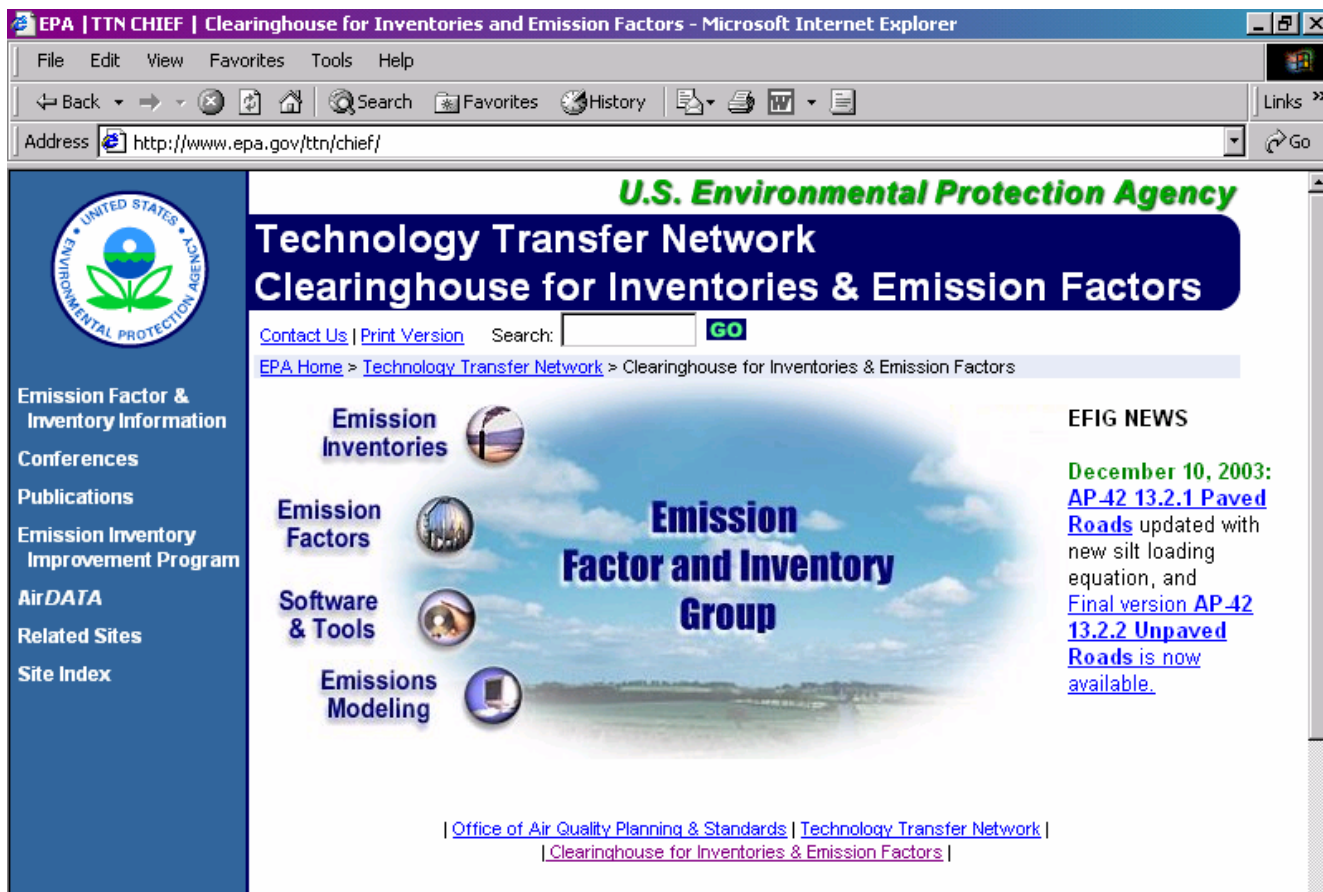 EPA | TTN CHIEF | Clearinghouse for Inventories and Emission Factors - Microsoft Internet Explorer
File Edit View Favorites Tools Help
Back Search Favorites History Links »
Address http://www.epa.gov/ttn/chief/ Go
UNITED STATES ENVIRONMENTAL PROTECTION AGENCY
U.S. Environmental Protection Agency
Technology Transfer Network
Clearinghouse for Inventories & Emission Factors
Contact Us | Print Version Search: GO
EPA Home > Technology Transfer Network > Clearinghouse for Inventories & Emission Factors
Emission Factor &
Inventory Information
Conferences
Publications
Emission Inventory
Improvement Program
AirDATA
Related Sites
Site Index
Emission
Inventories
Emission
Factors
Software
& Tools
Emissions
Modeling
Emission
Factor and Inventory
Group
EFIG NEWS
December 10, 2003:
AP-42 13.2.1 Paved
Roads updated with
new silt loading
equation, and
Final version AP-42
13.2.2 Unpaved
Roads is now
available.
| Office of Air Quality Planning & Standards | Technology Transfer Network |
| Clearinghouse for Inventories & Emission Factors |